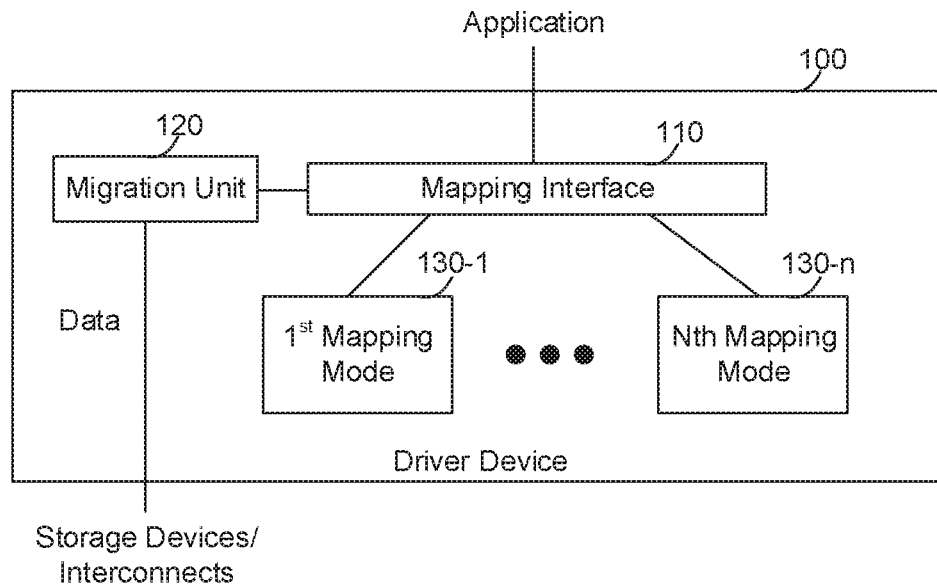 Application
100
120
110
Migration Unit
Mapping Interface
130-1
130-n
Data
1st Mapping
Mode
Nth Mapping
Mode
Driver Device
Storage Devices/
Interconnects